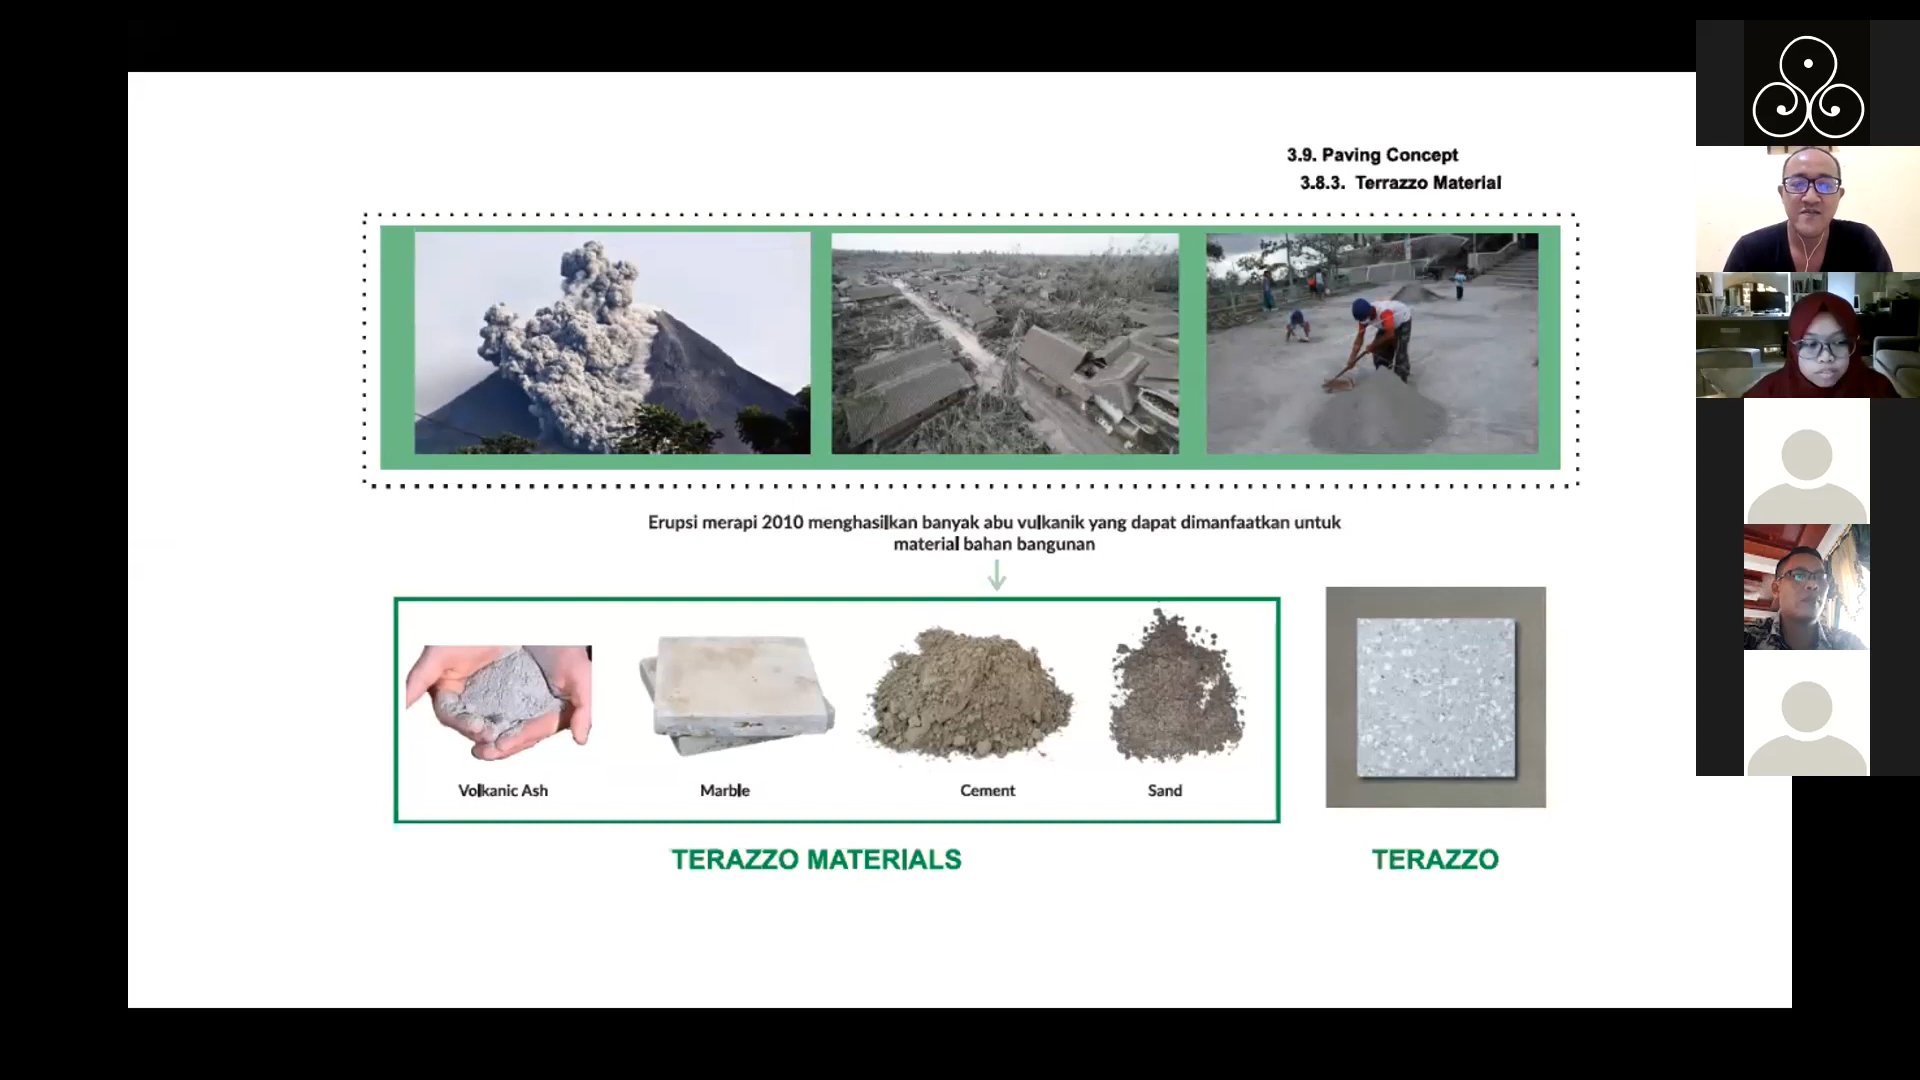 3.9. Paving Concept
3.8.3. Terrazzo Material
Erupsi merapi 2010 menghasilkan banyak abu vulkanik yang dapat dimanfaatkan untuk
material bahan bangunan
Volkanic Ash
Marble
Cement
Sand
TERAZZO MATERIALS
TERAZZO